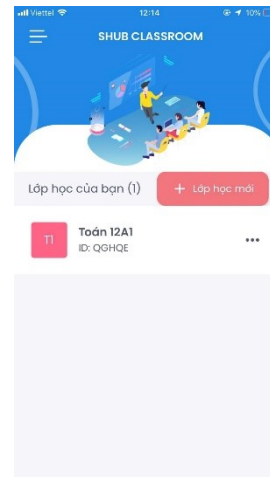 Viettel 12:14 10%
SHUB CLASSROOM
Lớp học của bạn (1) + Lớp học mới
T1 Toán 12A1
ID: QGHQE